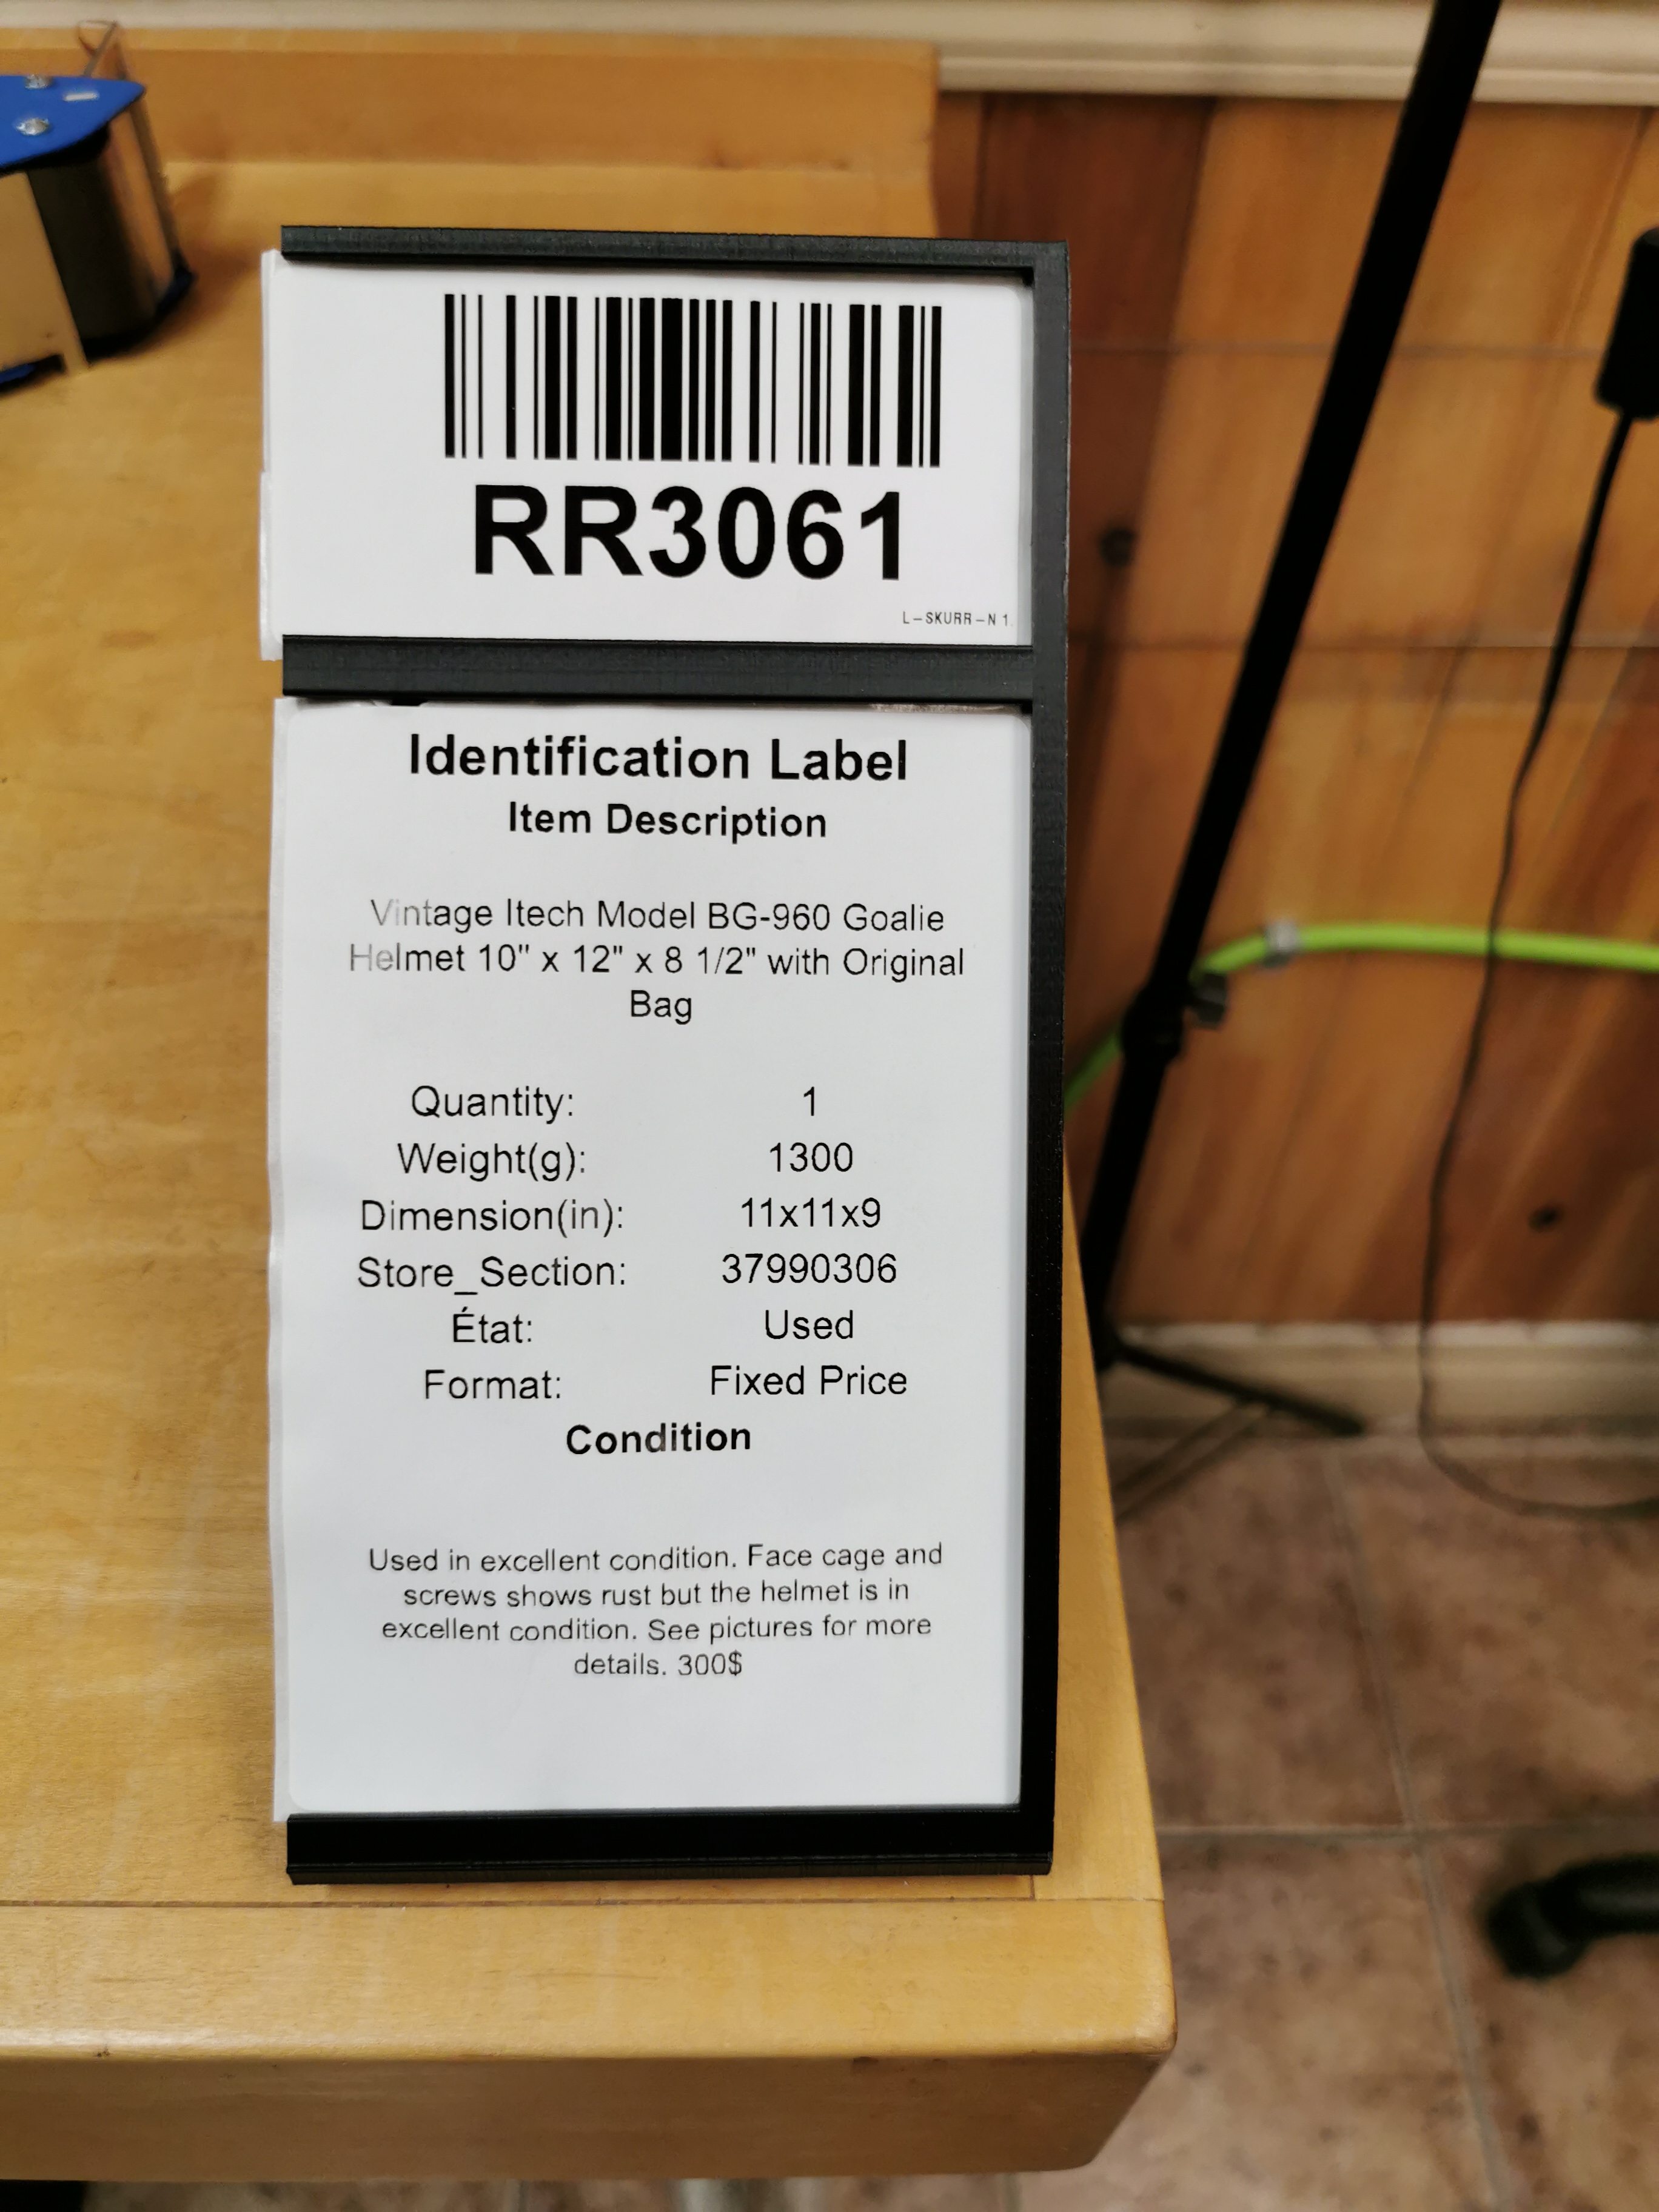 RR3061
L-SKURR-N 1
Identification Label
Item Description
Vintage Itech Model BG-960 Goalie
Helmet 10" x 12" x 8 1/2" with Original
Bag
Quantity: 1
Weight(g): 1300
Dimension(in): 11x11x9
Store_Section: 37990306
État: Used
Format: Fixed Price
Condition
Used in excellent condition. Face cage and
screws shows rust but the helmet is in
excellent condition. See pictures for more
details. 300$